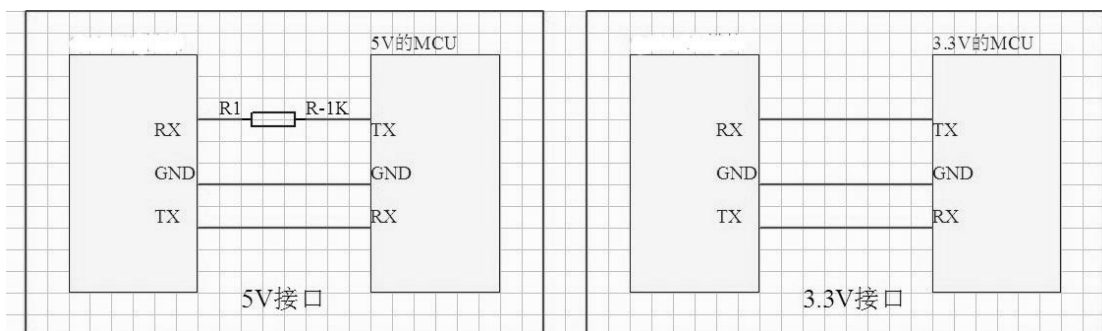 5V的MCU
R1 R-1K
RX TX
GND GND
TX RX
5V接口
3.3V的MCU
RX TX
GND GND
TX RX
3.3V接口